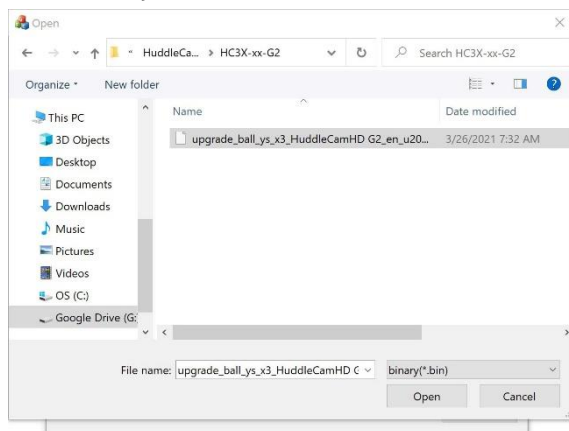 Open
HuddleCa... > HC3X-xx-G2
Search HC3X-xx-G2
Organize
New folder
This PC
3D Objects
Desktop
Documents
Downloads
Music
Pictures
Videos
OS (C:)
Google Drive (G:
Name
Date modified
upgrade_ball_ys_x3_HuddleCamHD G2_en_u20...
3/26/2021 7:32 AM
File name:
upgrade_ball_ys_x3_HuddleCamHD G
binary(*.bin)
Open
Cancel